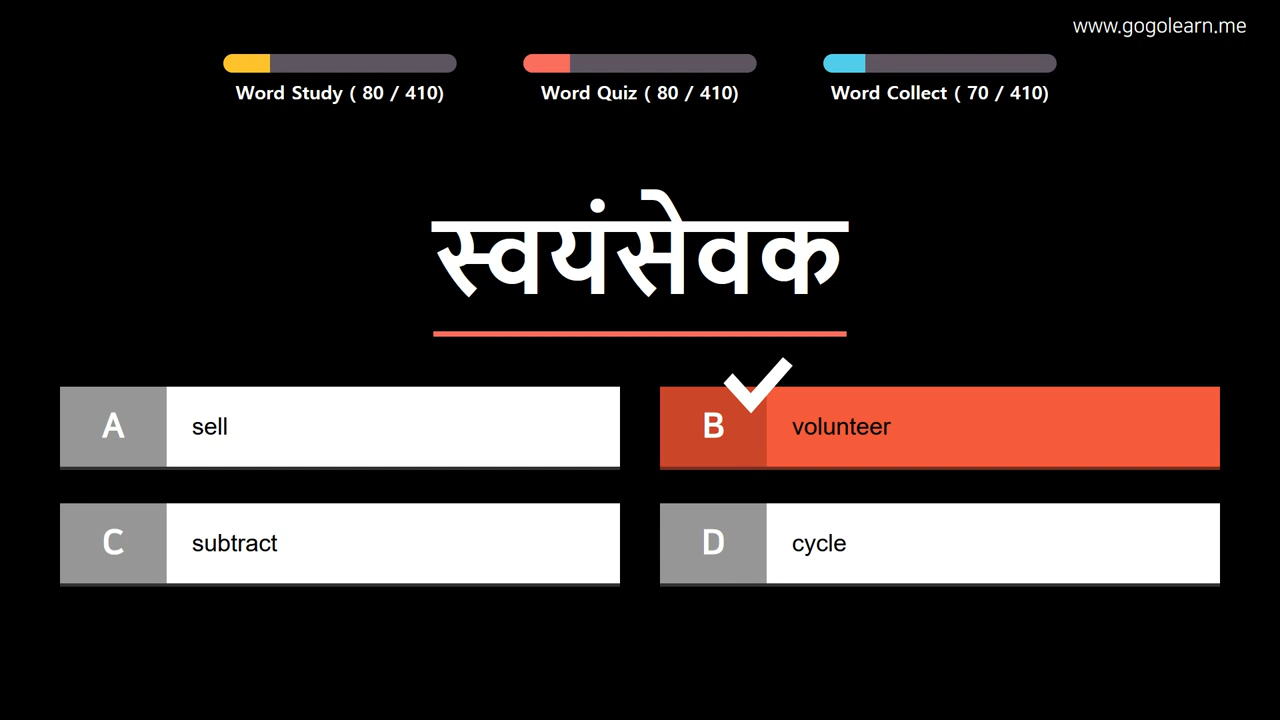 www.gogolearn.me
Word Study ( 80 / 410)
Word Quiz ( 80 / 410)
Word Collect ( 70 / 410)
स्वयंसेवक
A sell
B volunteer
C subtract
D cycle